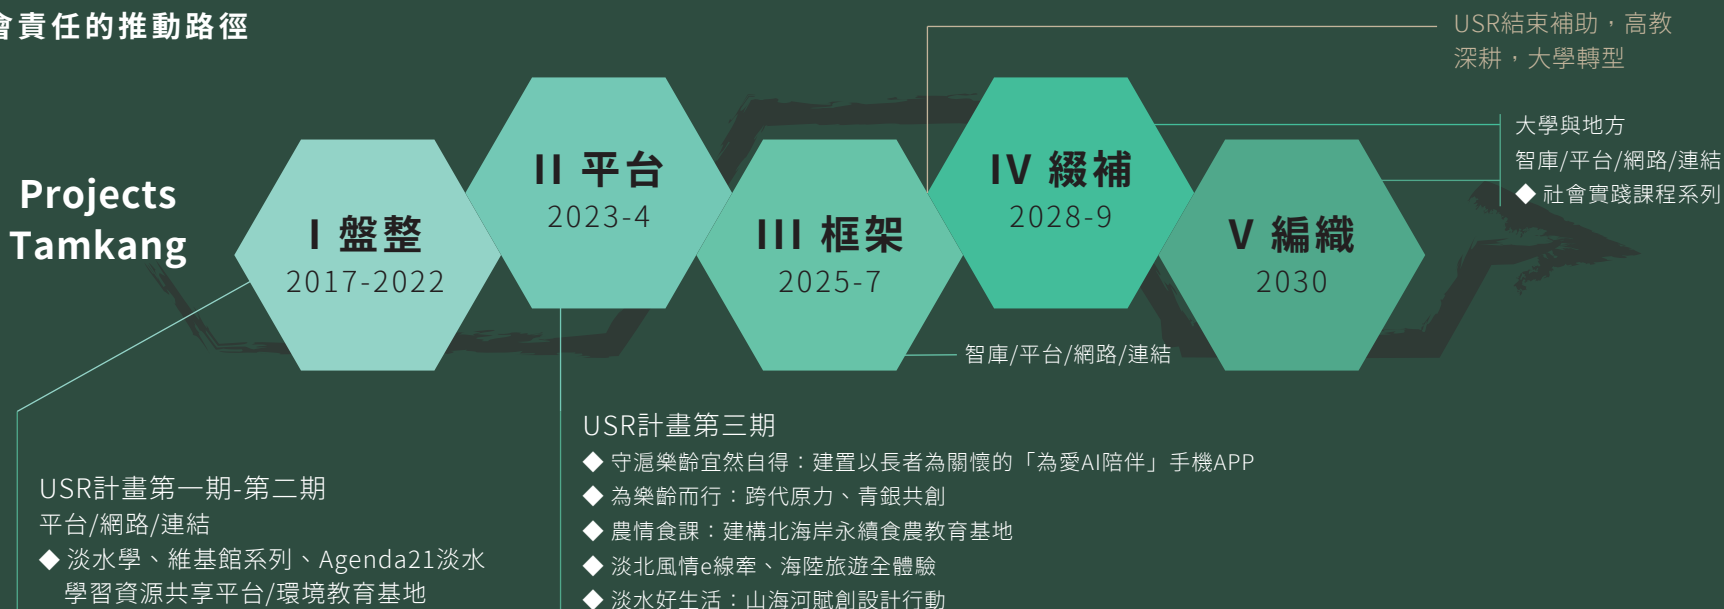 會責任的推動路徑
USR結束補助，高教
深耕，大學轉型
大學與地方
智庫/平台/網路/連結
◆ 社會實踐課程系列
Projects
Tamkang
I 盤整
2017-2022
II 平台
2023-4
III 框架
2025-7
IV 綴補
2028-9
V 編織
2030
智庫/平台/網路/連結
USR計畫第一期-第二期
平台/網路/連結
◆ 淡水學、維基館系列、Agenda21淡水
學習資源共享平台/環境教育基地
USR計畫第三期
◆ 守滬樂齡宜然自得：建置以長者為關懷的「為愛AI陪伴」手機APP
◆ 為樂齡而行：跨代原力、青銀共創
◆ 農情食課：建構北海岸永續食農教育基地
◆ 淡北風情e線牽、海陸旅遊全體驗
◆ 淡水好生活：山海河賦創設計行動